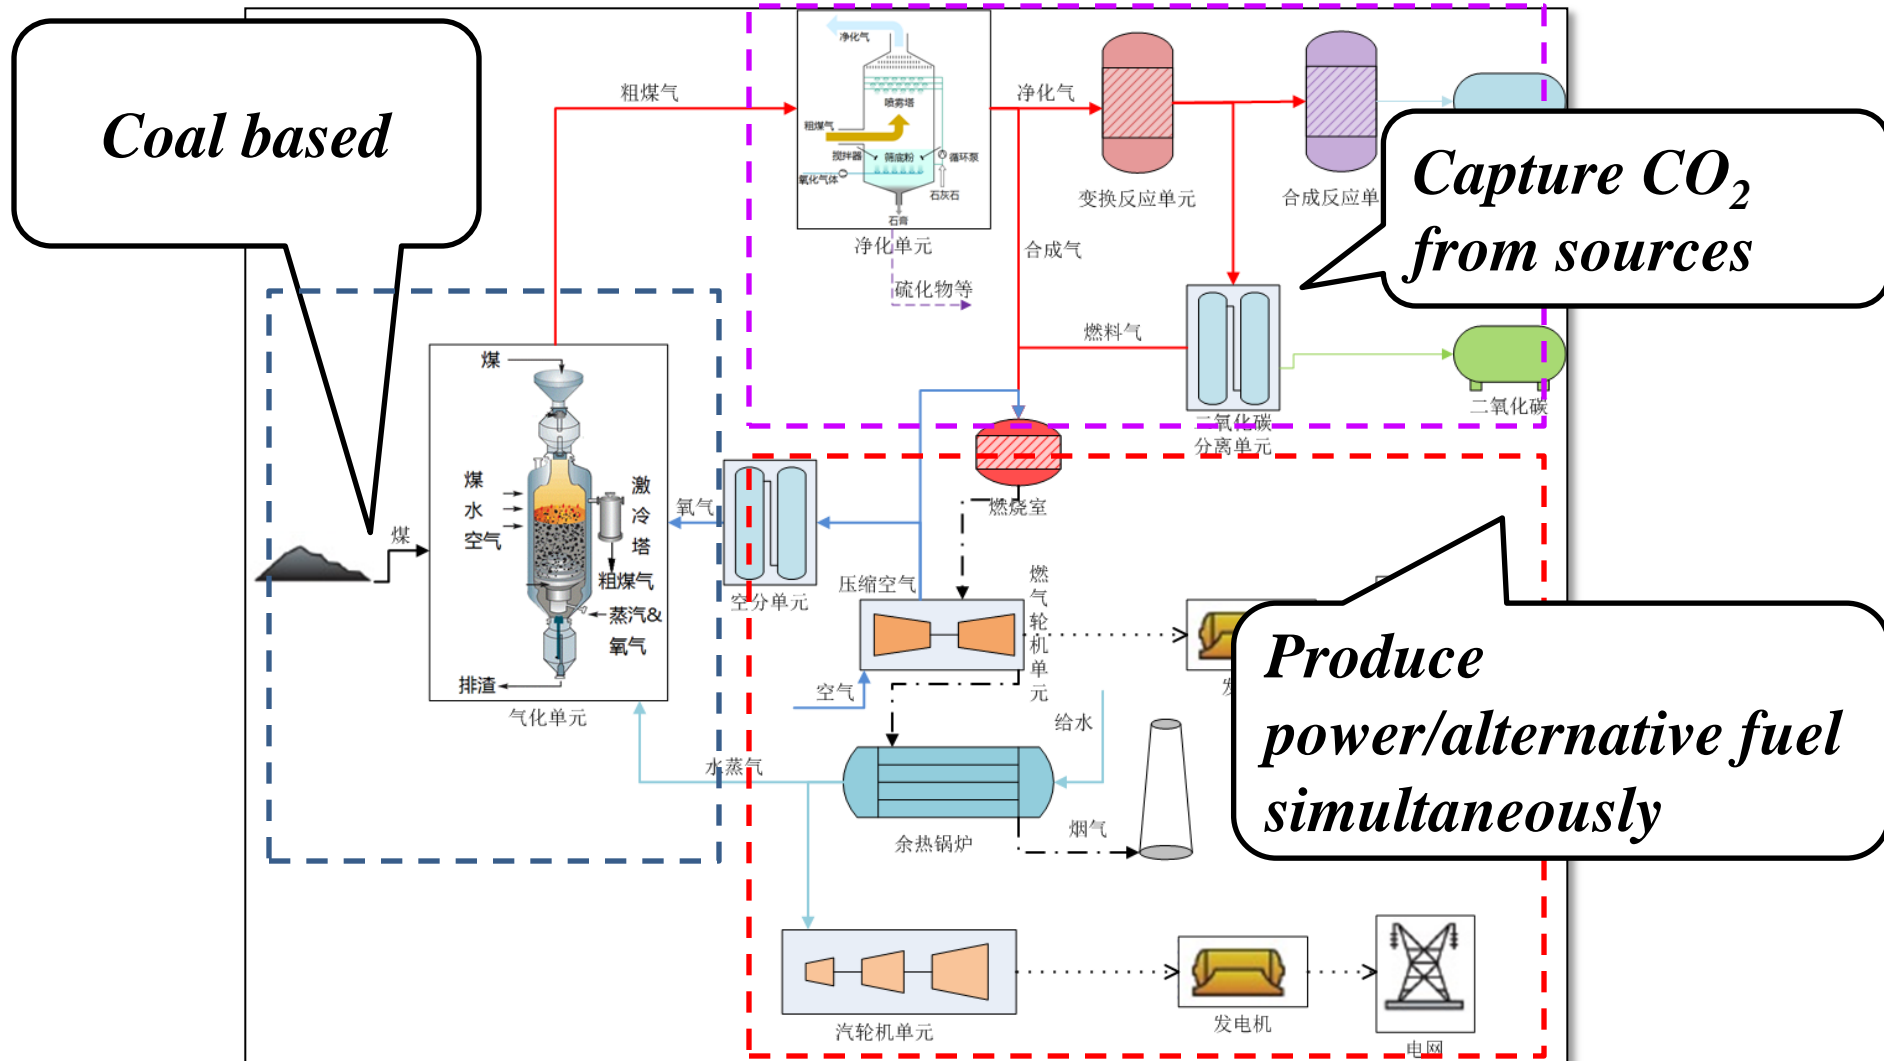 Coal based
粗煤气
净化气
喷雾塔
粗煤气
搅拌器
筛底粉
循环泵
氧化气体
石灰石
石膏
净化单元
硫化物等
净化气
合成气
变换反应单元
合成反应单
Capture CO₂
from sources
燃料气
二氧化碳
分离单元
二氧化碳
煤
煤
水
空气
激
冷
塔
粗煤气
蒸汽&
氧气
排渣
气化单元
煤
氧气
空分单元
燃烧室
压缩空气
燃
气
轮
机
单
元
空气
给水
水蒸气
余热锅炉
烟气
Produce
power/alternative fuel
simultaneously
汽轮机单元
发电机
电网